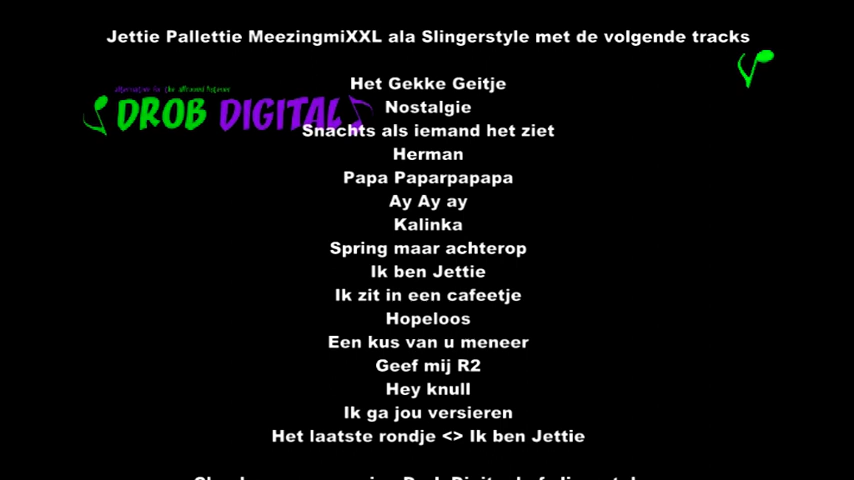 Jettie Pallettie MeezingmiXXL ala Slingerstyle met de volgende tracks
Het Gekke Geitje
DROB DIGITAL
Nostalgie
Snachts als iemand het ziet
Herman
Papa Paparpapapa
Ay Ay ay
Kalinka
Spring maar achterop
Ik ben Jettie
Ik zit in een cafeetje
Hopeloos
Een kus van u meneer
Geef mij R2
Hey knull
Ik ga jou versieren
Het laatste rondje <> Ik ben Jettie